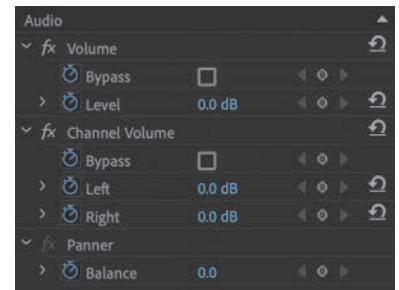 Audio
fx Volume
Bypass
Level 0.0 dB
fx Channel Volume
Bypass
Left 0.0 dB
Right 0.0 dB
fx Panner
Balance 0.0